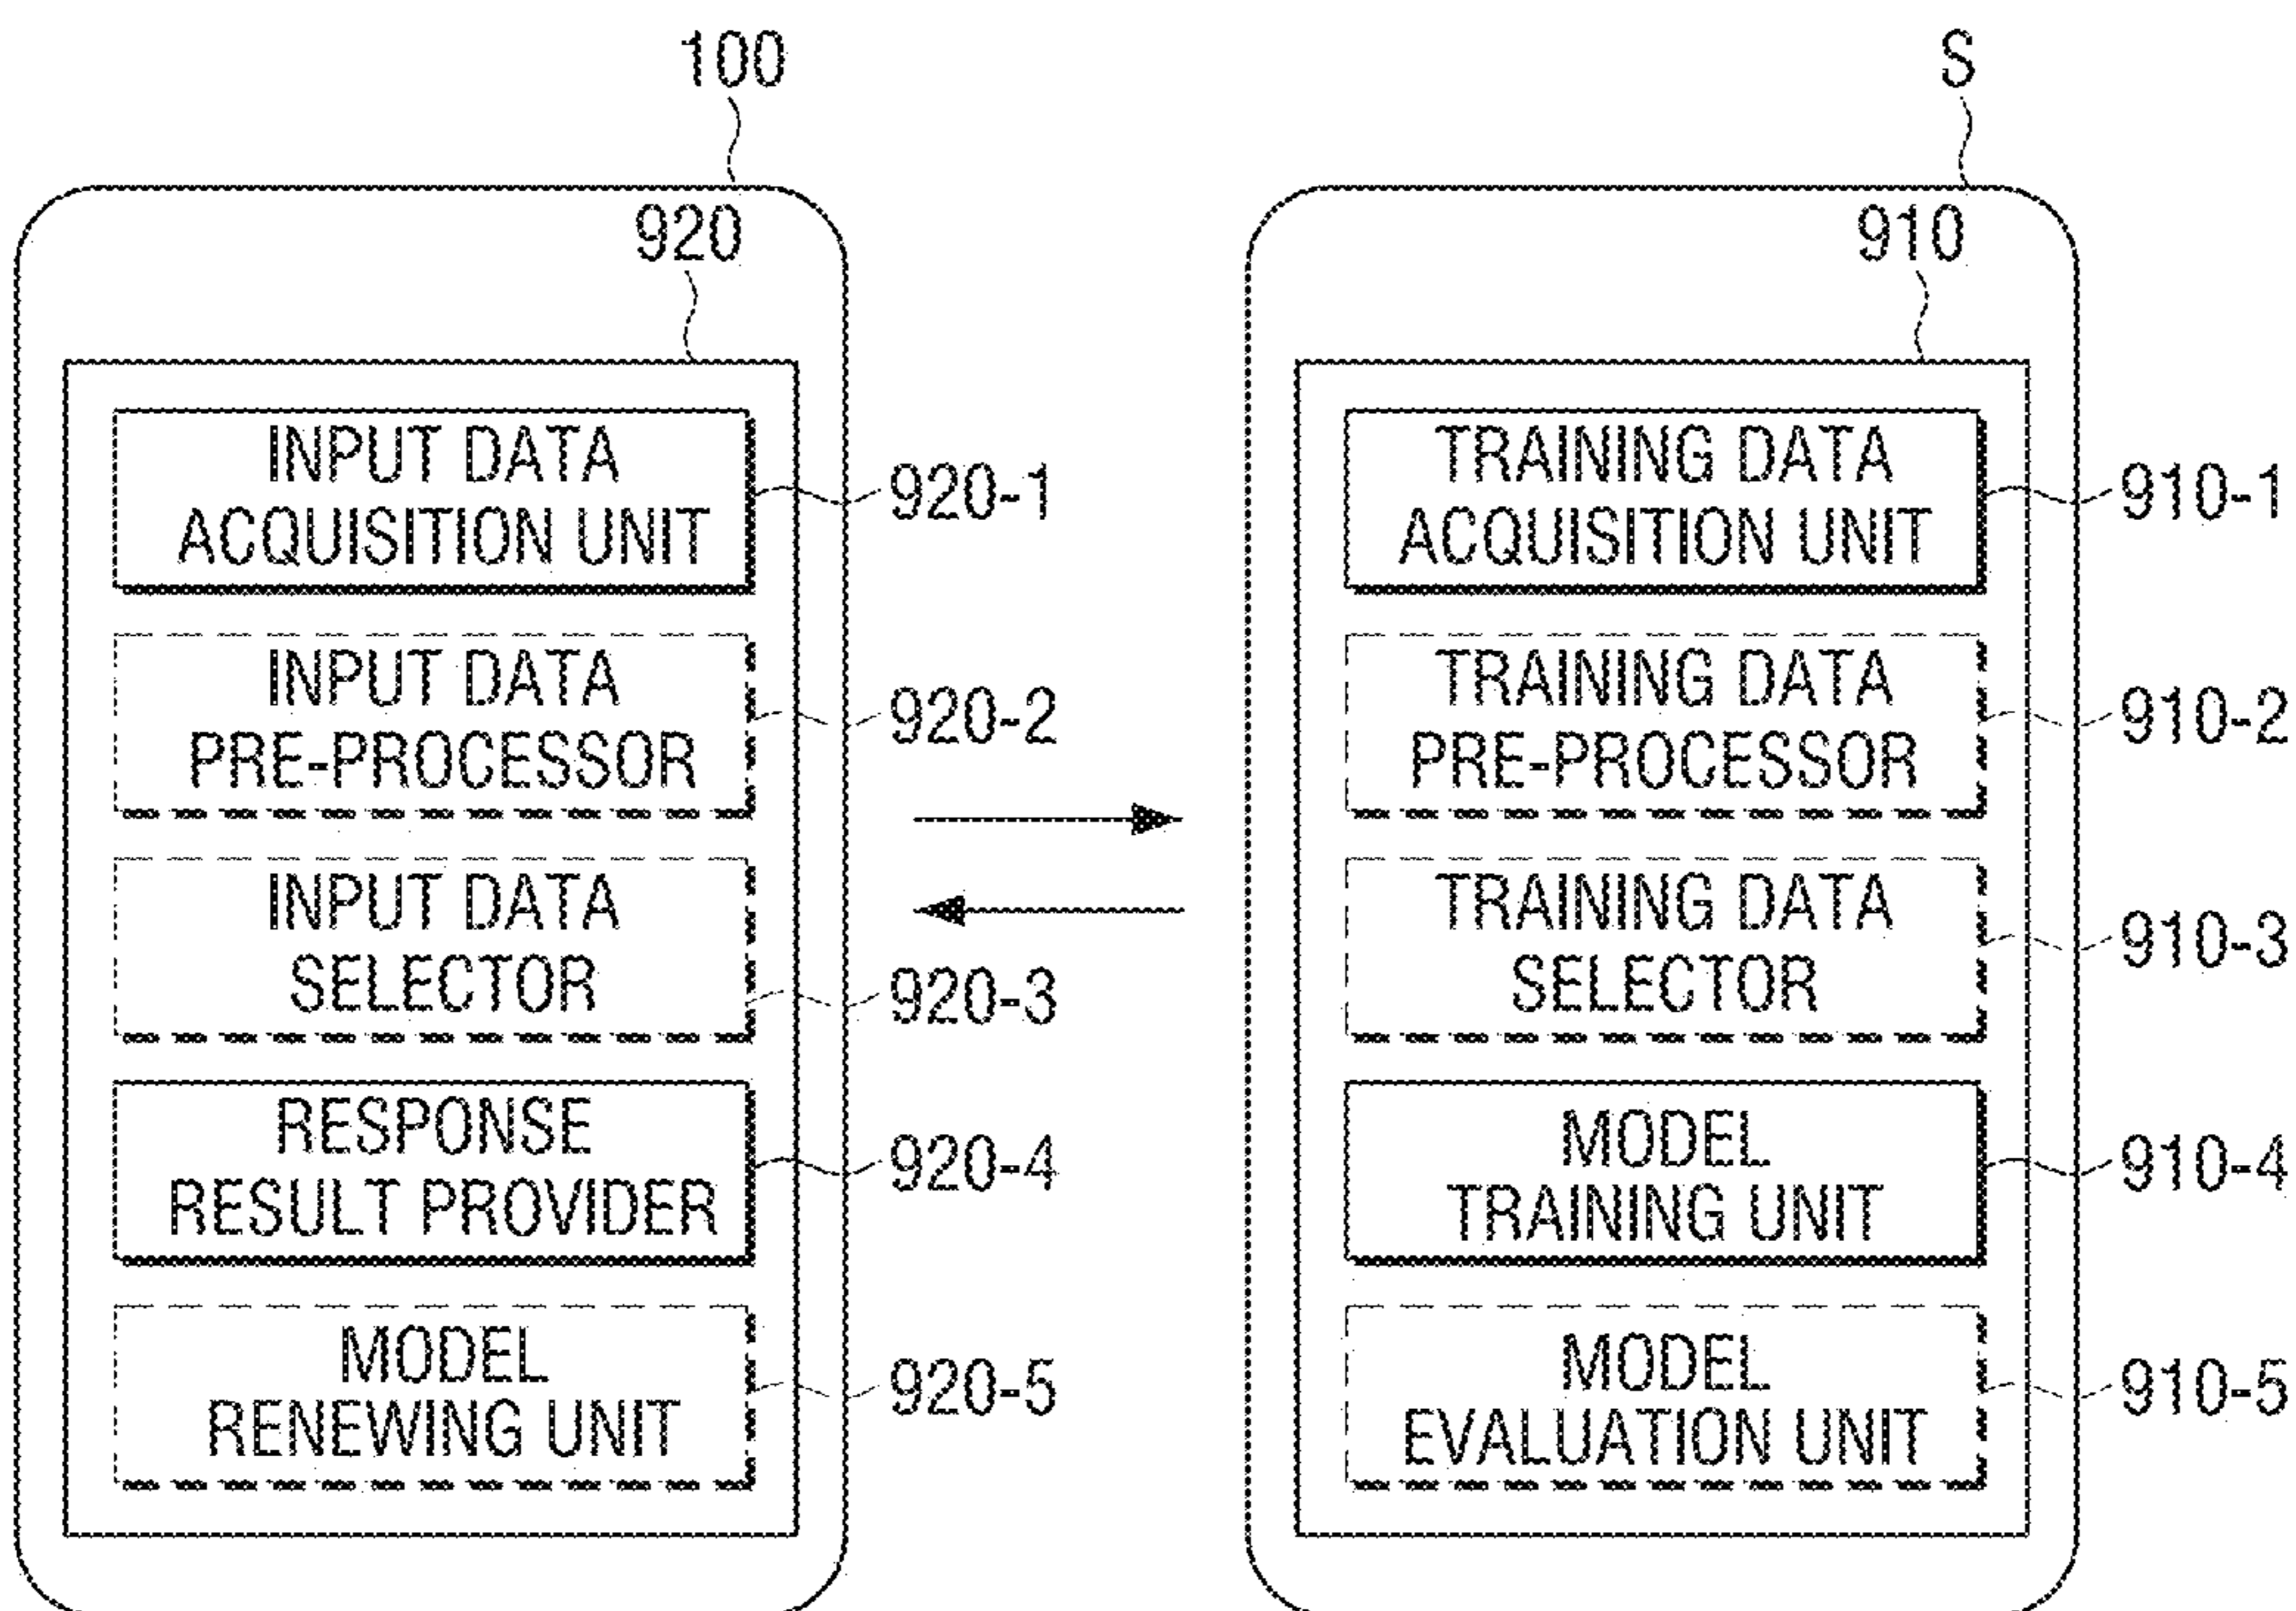 100
920
INPUT DATA
ACQUISITION UNIT
920-1
INPUT DATA
PRE-PROCESSOR
920-2
INPUT DATA
SELECTOR
920-3
RESPONSE
RESULT PROVIDER
920-4
MODEL
RENEWING UNIT
920-5
S
910
TRAINING DATA
ACQUISITION UNIT
910-1
TRAINING DATA
PRE-PROCESSOR
910-2
TRAINING DATA
SELECTOR
910-3
MODEL
TRAINING UNIT
910-4
MODEL
EVALUATION UNIT
910-5